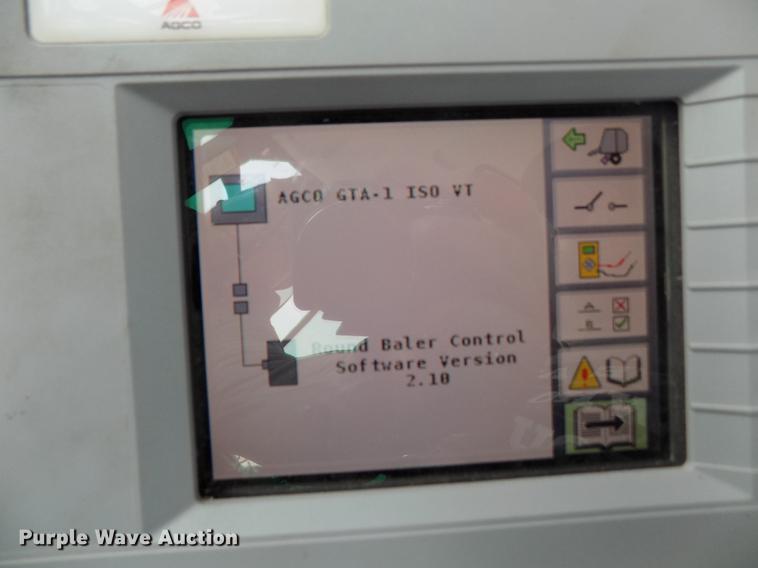 AGCO
AGCO GTA-1 ISO VT
Round Baler Control
Software Version
2.10
A
B
Purple Wave Auction